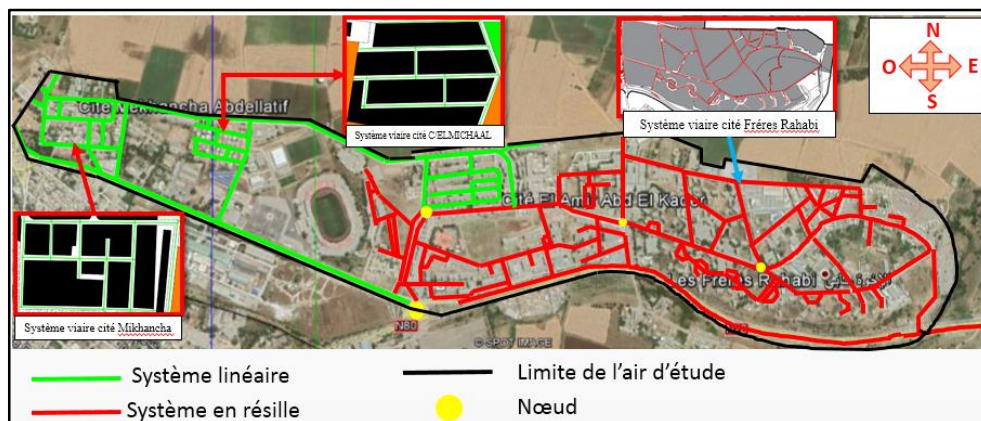 N
O E
S
Cité Mekhancha Abdellatif
Système viaire cité C/ELMICHAAL
Système viaire cité Fréres Rahabi
Cité El Amir Abd El Kader
Les Frères Rahabi
Système viaire cité Mikhancha
N80
© SPOT IMAGE
Système linéaire
Limite de l'air d'étude
Système en résille
Nœud